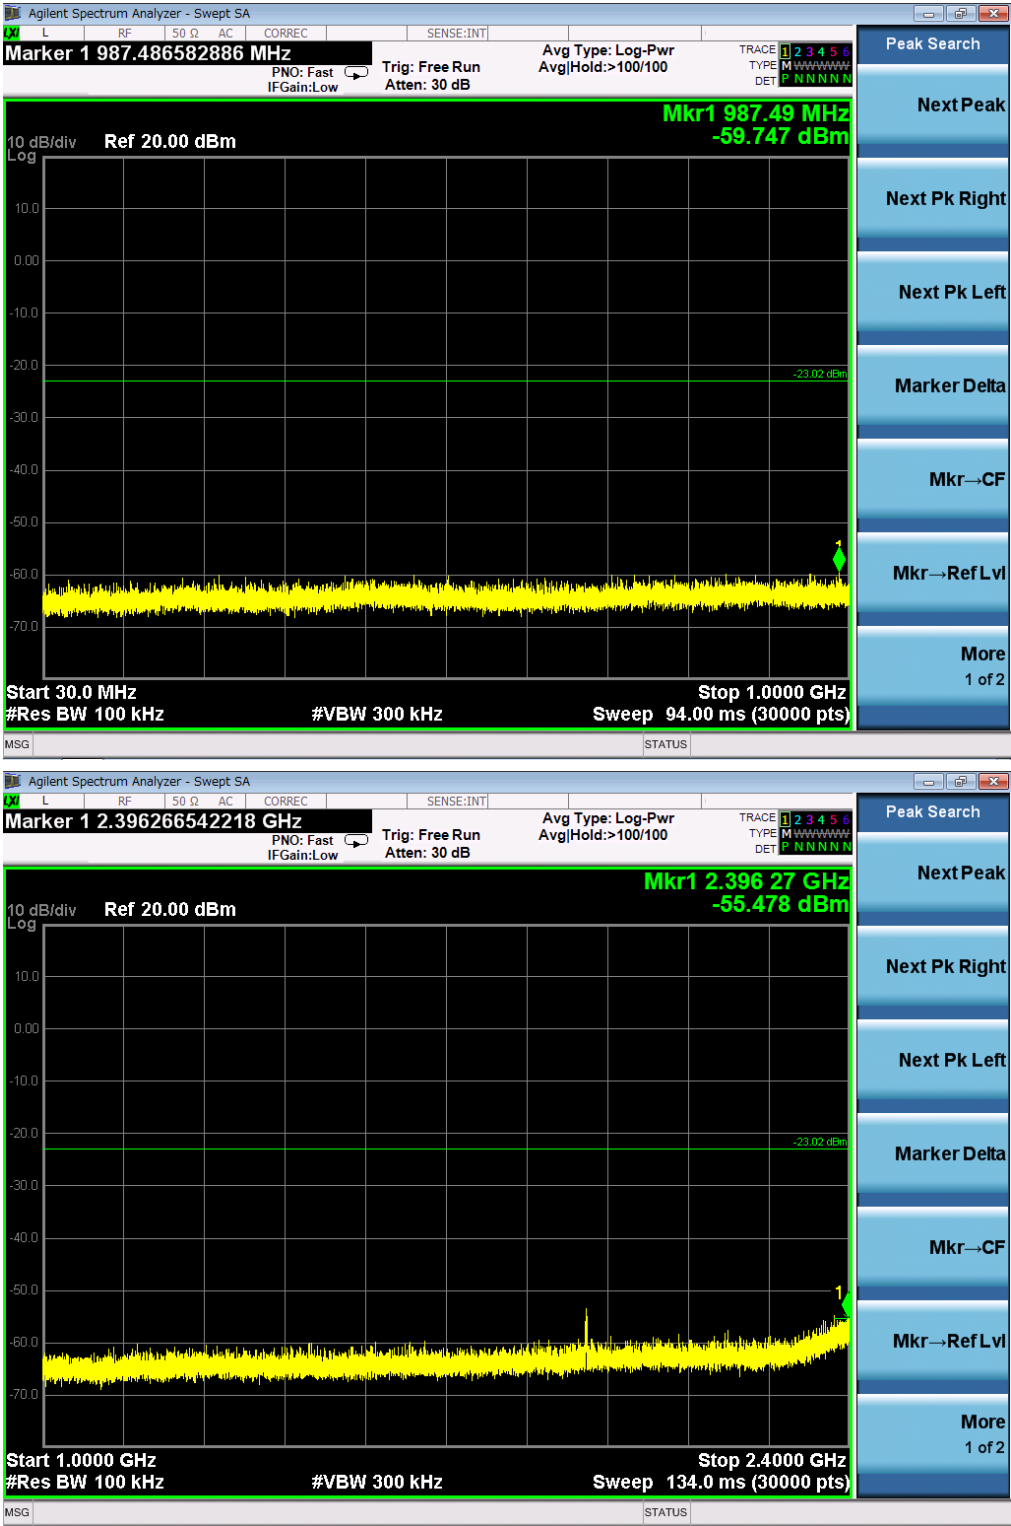 Agilent Spectrum Analyzer - Swept SA
LXI L RF 50 Ω AC CORREC SENSE:INT
Marker 1 987.486582886 MHz
PNO: Fast
IFGain:Low
Trig: Free Run
Atten: 30 dB
Avg Type: Log-Pwr
Avg|Hold:>100/100
TRACE 1 2 3 4 5 6
TYPE M WWWWW
DET P N N N N N
Mkr1 987.49 MHz
-59.747 dBm
10 dB/div Ref 20.00 dBm
Log
10.0
0.00
-10.0
-20.0
-23.02 dBm
-30.0
-40.0
-50.0
1
-60.0
-70.0
Start 30.0 MHz Stop 1.0000 GHz
#Res BW 100 kHz #VBW 300 kHz Sweep 94.00 ms (30000 pts)
MSG STATUS
Peak Search
Next Peak
Next Pk Right
Next Pk Left
Marker Delta
Mkr→CF
Mkr→Ref Lvl
More
1 of 2
Agilent Spectrum Analyzer - Swept SA
LXI L RF 50 Ω AC CORREC SENSE:INT
Marker 1 2.396266542218 GHz
PNO: Fast
IFGain:Low
Trig: Free Run
Atten: 30 dB
Avg Type: Log-Pwr
Avg|Hold:>100/100
TRACE 1 2 3 4 5 6
TYPE M WWWWW
DET P N N N N N
Mkr1 2.396 27 GHz
-55.478 dBm
10 dB/div Ref 20.00 dBm
Log
10.0
0.00
-10.0
-20.0
-23.02 dBm
-30.0
-40.0
-50.0
1
-60.0
-70.0
Start 1.0000 GHz Stop 2.4000 GHz
#Res BW 100 kHz #VBW 300 kHz Sweep 134.0 ms (30000 pts)
MSG STATUS
Peak Search
Next Peak
Next Pk Right
Next Pk Left
Marker Delta
Mkr→CF
Mkr→Ref Lvl
More
1 of 2